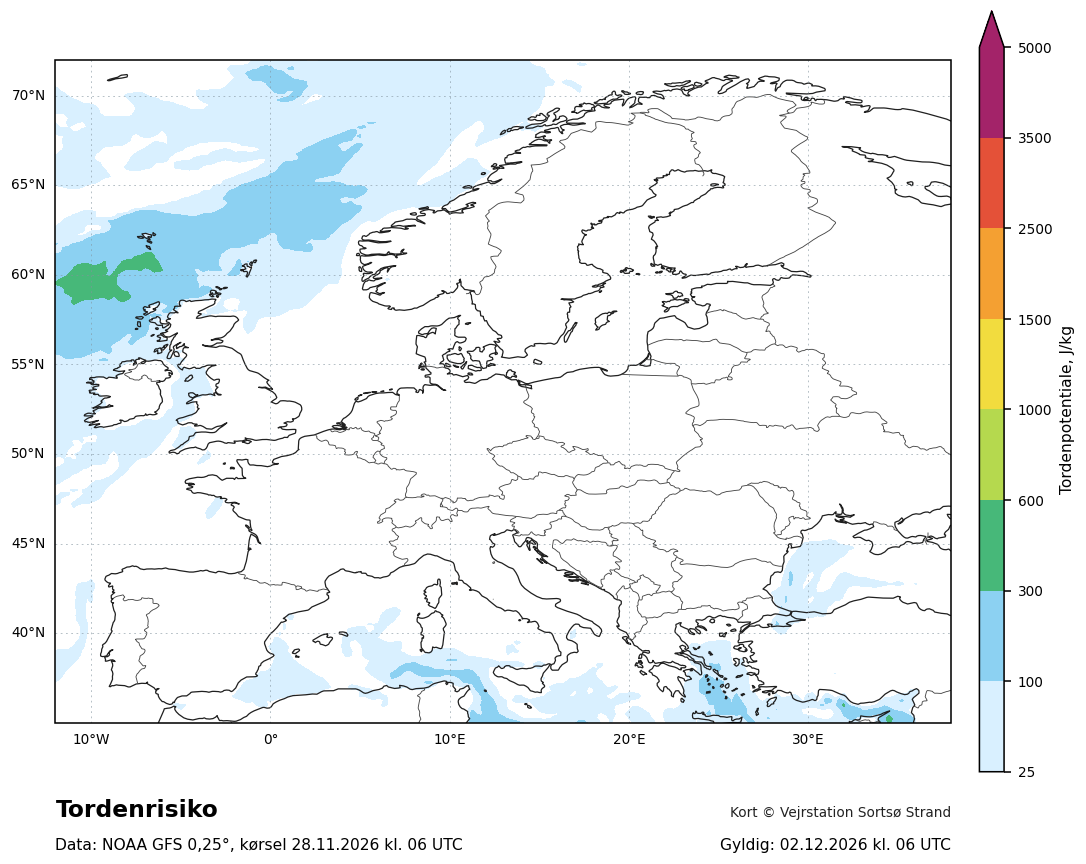 5000
3500
2500
1500
1000
600
300
100
25
Tordenpotentiale, J/kg
70°N
65°N
60°N
55°N
50°N
45°N
40°N
10°W
0°
10°E
20°E
30°E
Tordenrisiko
Kort © Vejrstation Sortsø Strand
Data: NOAA GFS 0,25°, kørsel 28.11.2026 kl. 06 UTC
Gyldig: 02.12.2026 kl. 06 UTC